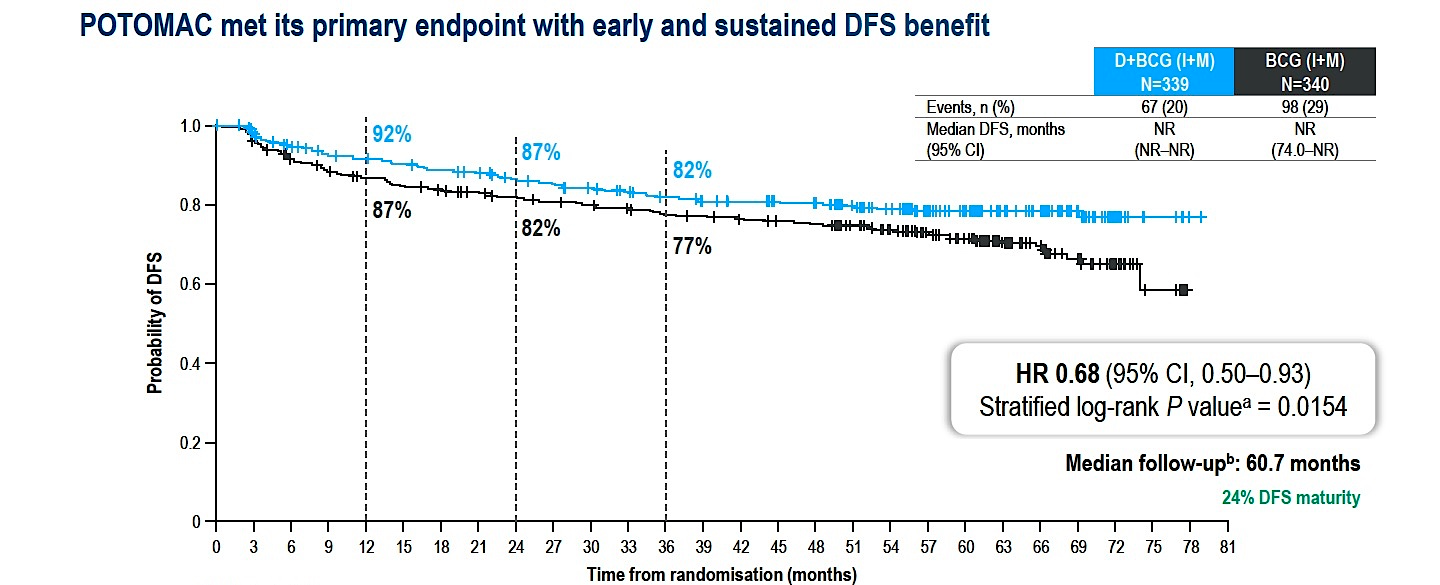 POTOMAC met its primary endpoint with early and sustained DFS benefit
D+BCG (I+M) BCG (I+M)
N=339 N=340
Events, n (%) 67 (20) 98 (29)
Median DFS, months NR NR
(95% CI) (NR–NR) (74.0–NR)
Probability of DFS
1.0
0.8
0.6
0.4
0.2
0
92%
87%
82%
87%
82%
77%
HR 0.68 (95% CI, 0.50–0.93)
Stratified log-rank P valueᵃ = 0.0154
Median follow-upᵇ: 60.7 months
24% DFS maturity
0 3 6 9 12 15 18 21 24 27 30 33 36 39 42 45 48 51 54 57 60 63 66 69 72 75 78 81
Time from randomisation (months)